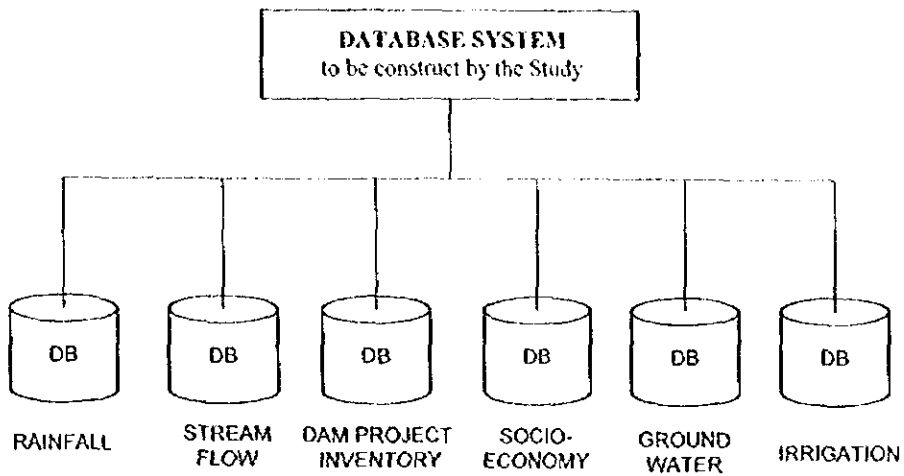 DATABASE SYSTEM
to be construct by the Study
DB
DB
DB
DB
DB
DB
RAINFALL
STREAM
FLOW
DAM PROJECT
INVENTORY
SOCIO-
ECONOMY
GROUND
WATER
IRRIGATION